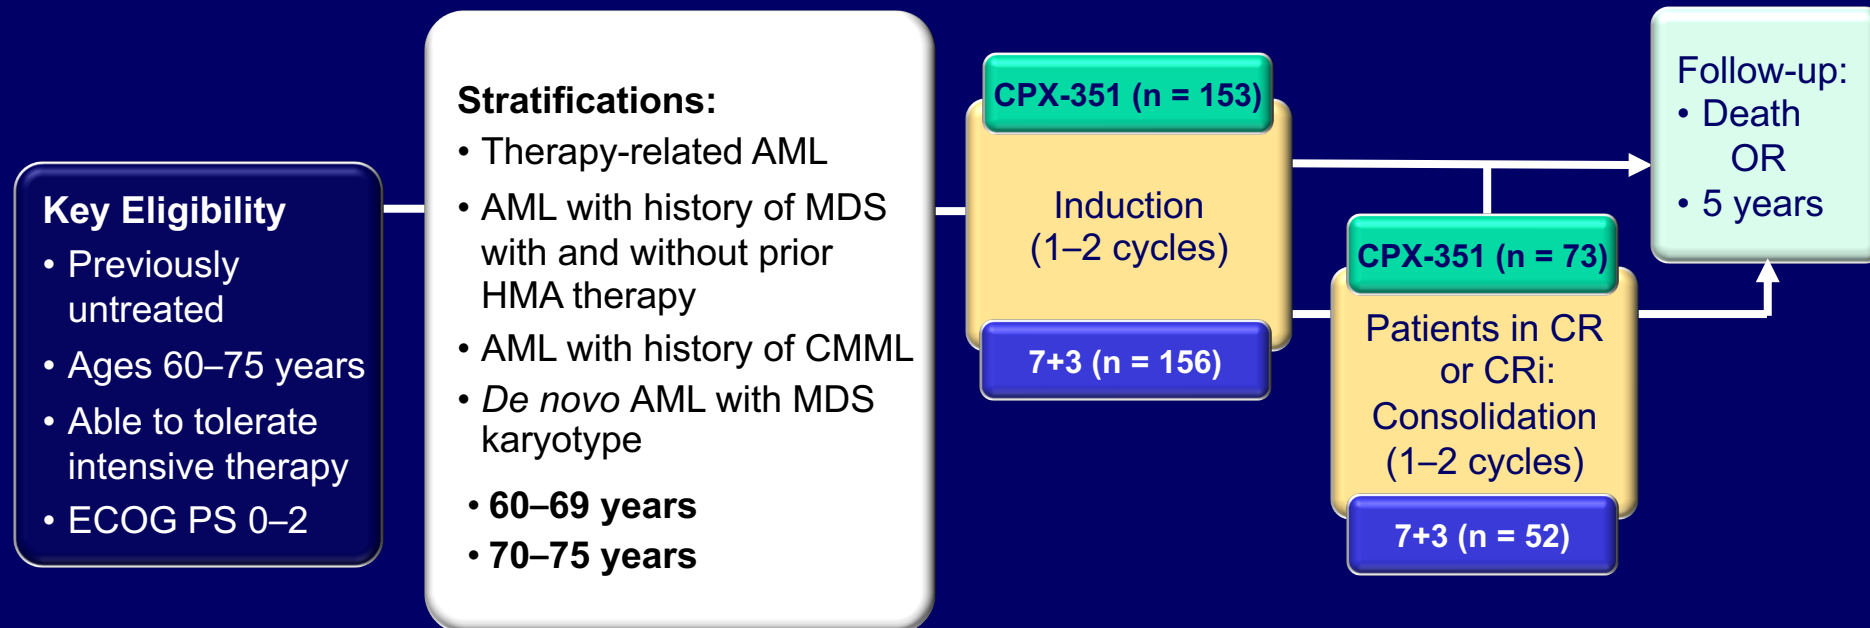 Key Eligibility
• Previously
untreated
• Ages 60–75 years
• Able to tolerate
intensive therapy
• ECOG PS 0–2
Stratifications:
• Therapy-related AML
• AML with history of MDS
with and without prior
HMA therapy
• AML with history of CMML
• De novo AML with MDS
karyotype
• 60–69 years
• 70–75 years
CPX-351 (n = 153)
Induction
(1–2 cycles)
7+3 (n = 156)
CPX-351 (n = 73)
Patients in CR
or CRi:
Consolidation
(1–2 cycles)
7+3 (n = 52)
Follow-up:
• Death
OR
• 5 years